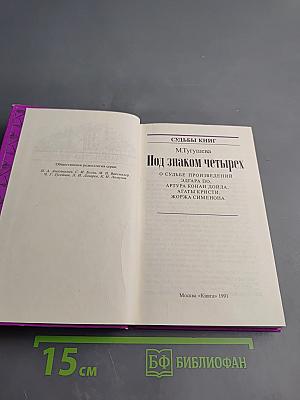 Общественная редколлегия серии:
СУДЬБЫ КНИГ
М.Тугушева
Под знаком четырех
О СУДЬБЕ ПРОИЗВЕДЕНИЙ
ЭДГАРА ПО,
АРТУРА КОНАН ДОЙЛА,
АГАТЫ КРИСТИ,
ЖОРЖА СИМЕНОНА
Москва «Книга» 1991
15 см
БФ БИБЛИОФАН